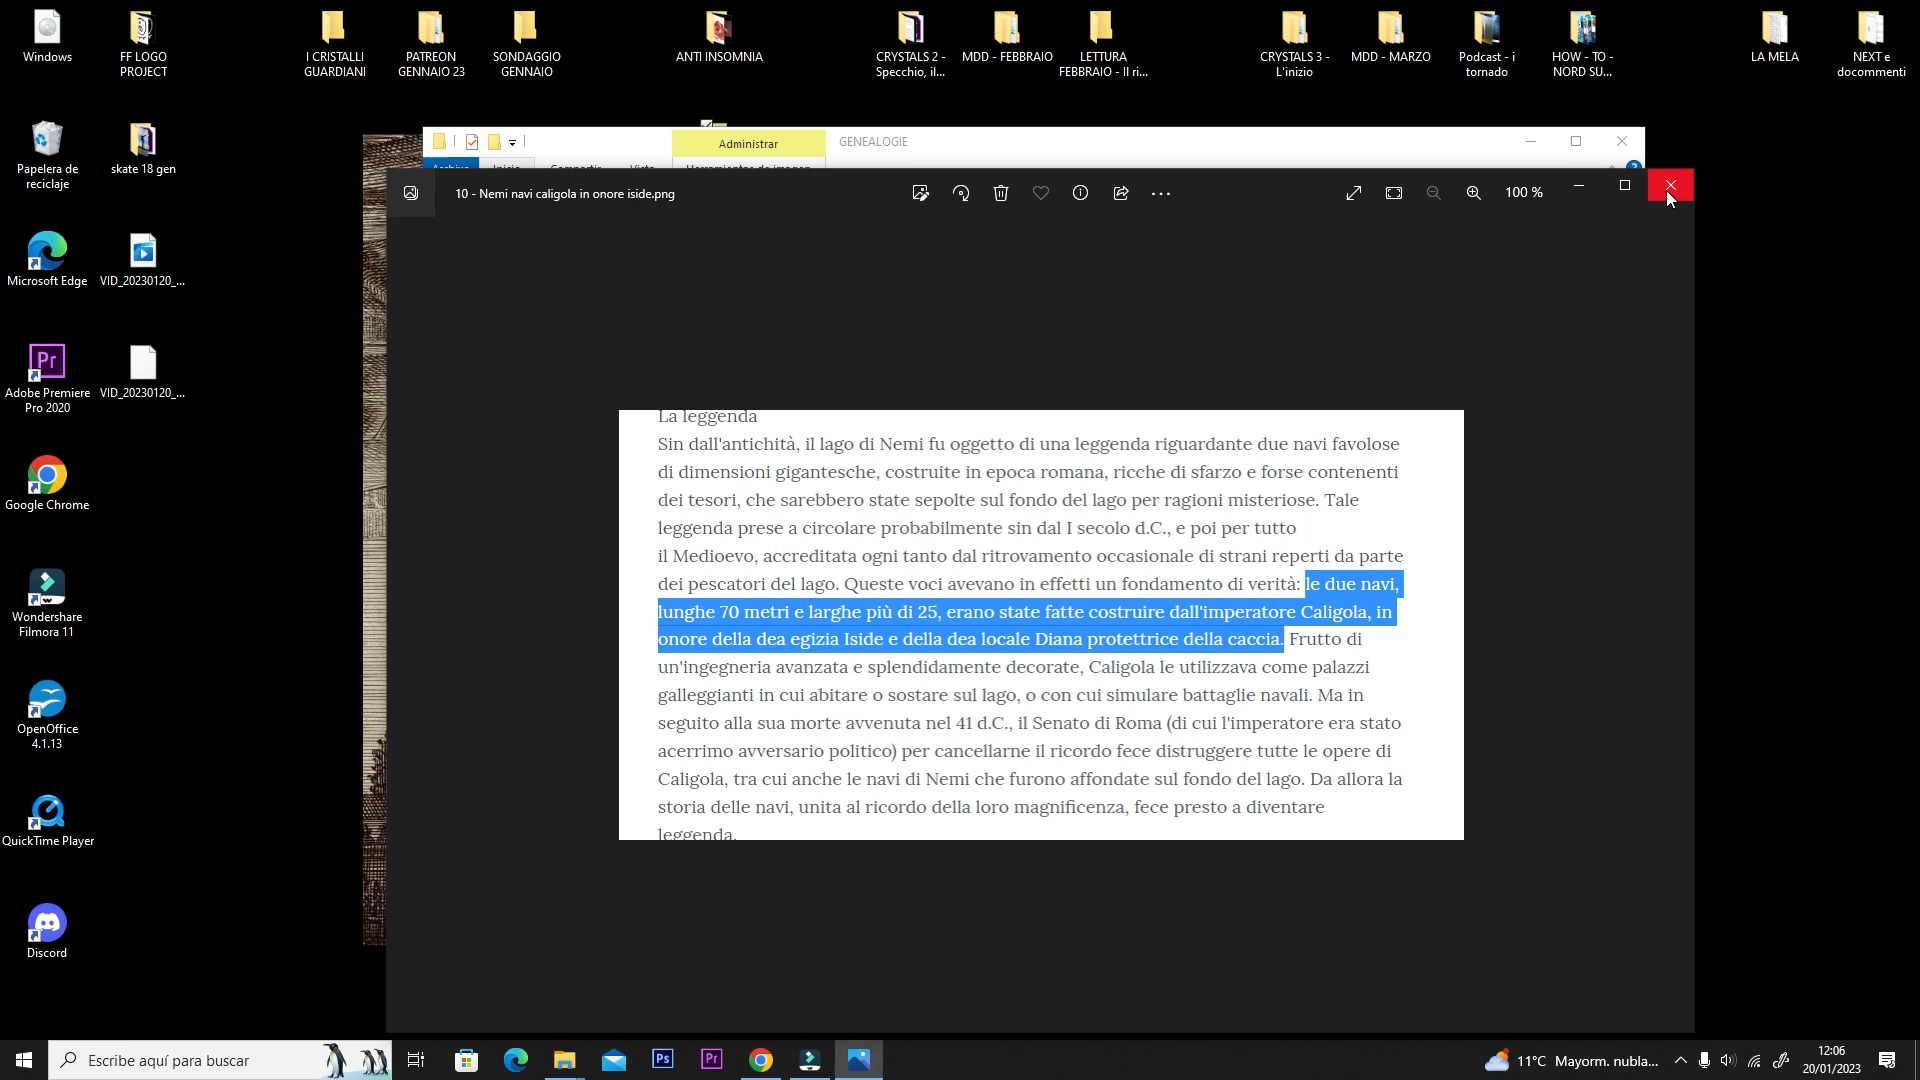 Windows
FF LOGO
PROJECT
I CRISTALLI
GUARDIANI
PATREON
GENNAIO 23
SONDAGGIO
GENNAIO
ANTI INSOMNIA
CRYSTALS 2 -
Specchio, il...
MDD - FEBBRAIO
LETTURA
FEBBRAIO - Il ri...
CRYSTALS 3 -
L'inizio
MDD - MARZO
Podcast - i
tornado
HOW - TO -
NORD SU...
LA MELA
NEXT e
docommenti
Papelera de
reciclaje
skate 18 gen
Microsoft Edge
VID_20230120_...
Adobe Premiere
Pro 2020
VID_20230120_...
Google Chrome
Wondershare
Filmora 11
OpenOffice
4.1.13
QuickTime Player
Discord
Administrar
GENEALOGIE
10 - Nemi navi caligola in onore iside.png
100 %
La leggenda
Sin dall'antichità, il lago di Nemi fu oggetto di una leggenda riguardante due navi favolose
di dimensioni gigantesche, costruite in epoca romana, ricche di sfarzo e forse contenenti
dei tesori, che sarebbero state sepolte sul fondo del lago per ragioni misteriose. Tale
leggenda prese a circolare probabilmente sin dal I secolo d.C., e poi per tutto
il Medioevo, accreditata ogni tanto dal ritrovamento occasionale di strani reperti da parte
dei pescatori del lago. Queste voci avevano in effetti un fondamento di verità: le due navi,
lunghe 70 metri e larghe più di 25, erano state fatte costruire dall'imperatore Caligola, in
onore della dea egizia Iside e della dea locale Diana protettrice della caccia. Frutto di
un'ingegneria avanzata e splendidamente decorate, Caligola le utilizzava come palazzi
galleggianti in cui abitare o sostare sul lago, o con cui simulare battaglie navali. Ma in
seguito alla sua morte avvenuta nel 41 d.C., il Senato di Roma (di cui l'imperatore era stato
acerrimo avversario politico) per cancellarne il ricordo fece distruggere tutte le opere di
Caligola, tra cui anche le navi di Nemi che furono affondate sul fondo del lago. Da allora la
storia delle navi, unita al ricordo della loro magnificenza, fece presto a diventare
leggenda.
Escribe aquí para buscar
11°C Mayorm. nubla...
12:06
20/01/2023